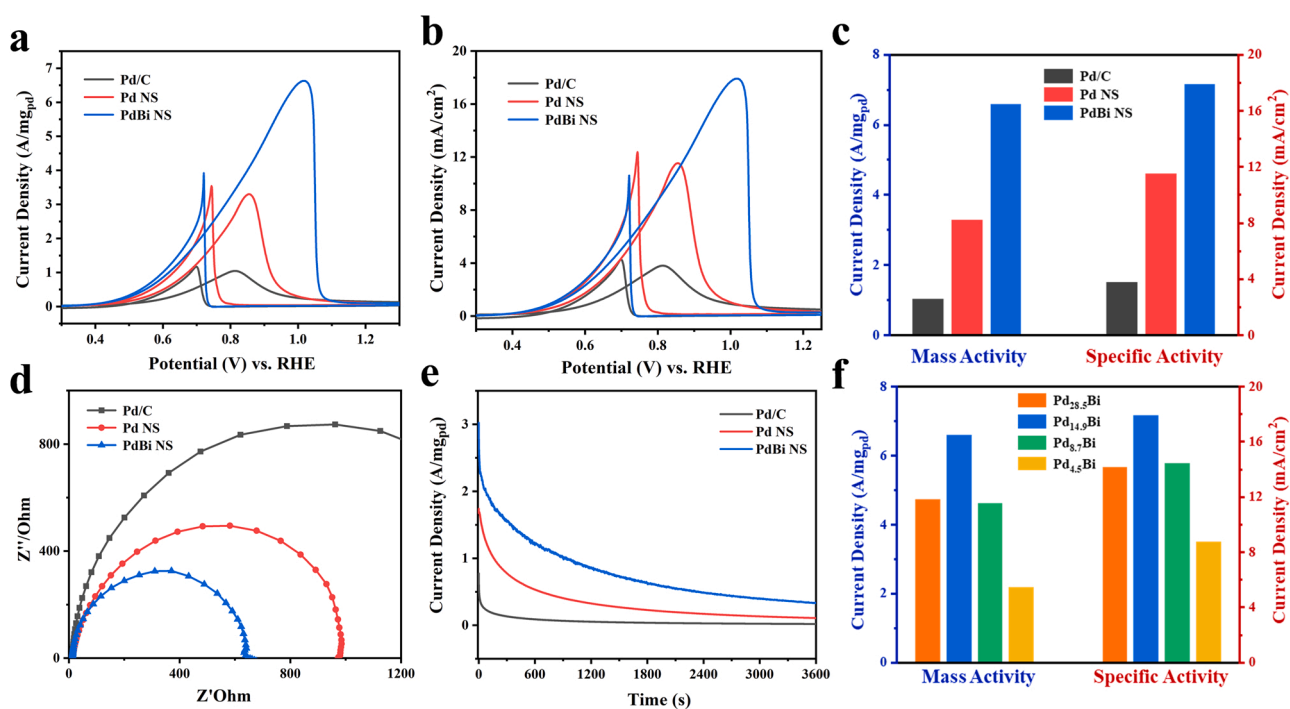 a
Current Density (A/mg_pd)
7
6
5
4
3
2
1
0
Pd/C
Pd NS
PdBi NS
0.4 0.6 0.8 1.0 1.2
Potential (V) vs. RHE
b
Current Density (mA/cm²)
20
16
12
8
4
0
Pd/C
Pd NS
PdBi NS
0.4 0.6 0.8 1.0 1.2
Potential (V) vs. RHE
c
Current Density (A/mg_pd)
8
6
4
2
0
Pd/C
Pd NS
PdBi NS
20
16
12
8
4
0
Current Density (mA/cm²)
Mass Activity Specific Activity
d
Z''/Ohm
800
400
0
Pd/C
Pd NS
PdBi NS
0 400 800 1200
Z'Ohm
e
Current Density (A/mg_pd)
3
2
1
0
Pd/C
Pd NS
PdBi NS
0 600 1200 1800 2400 3000 3600
Time (s)
f
Current Density (A/mg_pd)
8
6
4
2
0
Pd₂₈.₅Bi
Pd₁₄.₉Bi
Pd₈.₇Bi
Pd₄.₅Bi
20
16
12
8
4
0
Current Density (mA/cm²)
Mass Activity Specific Activity